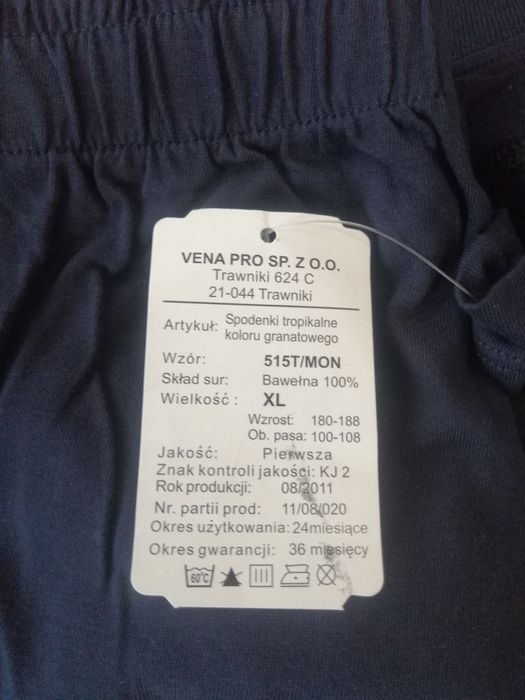 VENA PRO SP. Z O.O.
Trawniki 624 C
21-044 Trawniki
Artykuł: Spodenki tropikalne
koloru granatowego
Wzór: 515T/MON
Skład sur: Bawełna 100%
Wielkość : XL
Wzrost: 180-188
Ob. pasa: 100-108
Jakość: Pierwsza
Znak kontroli jakości: KJ 2
Rok produkcji: 08/2011
Nr. partii prod: 11/08/020
Okres użytkowania: 24miesiące
Okres gwarancji: 36 miesięcy
60°C